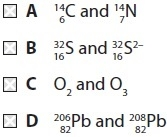 A ¹⁴₆C and ¹⁴₇N
B ³²₁₆S and ³²₁₆S²⁻
C O₂ and O₃
D ²⁰⁶₈₂Pb and ²⁰⁸₈₂Pb